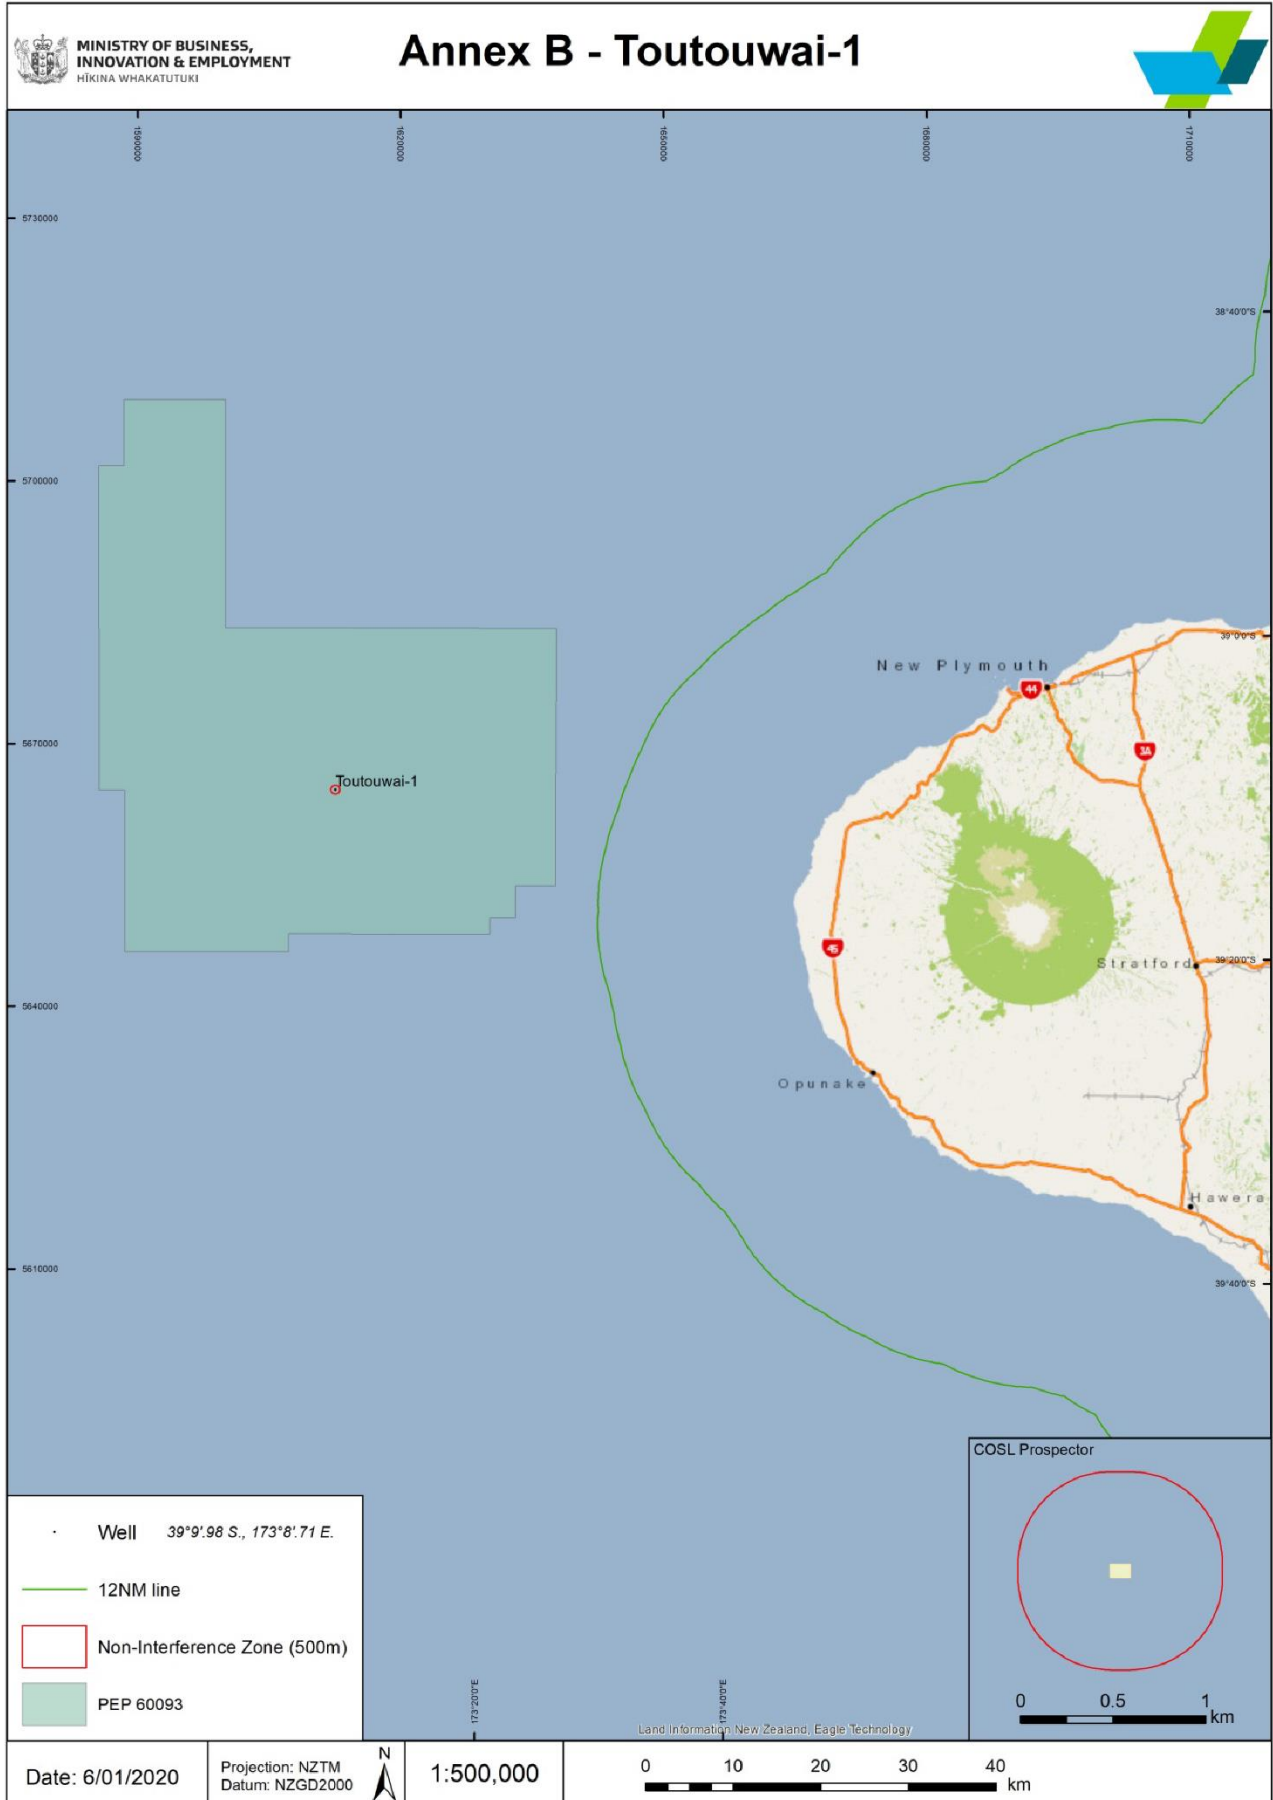 MINISTRY OF BUSINESS,
INNOVATION & EMPLOYMENT
HĪKINA WHAKATUTUKI
Annex B - Toutouwai-1
1590000
1620000
1650000
1680000
1710000
5730000
38°40'0"S
5700000
39°0'0"S
New Plymouth
44
3A
5670000
Toutouwai-1
45
Stratford
39°20'0"S
5640000
Opunake
Hawera
5610000
39°40'0"S
COSL Prospector
0 0.5 1
km
Well 39°9'.98 S., 173°8'.71 E.
12NM line
Non-Interference Zone (500m)
PEP 60093
173°20'0"E
173°40'0"E
Land Information New Zealand, Eagle Technology
Date: 6/01/2020
Projection: NZTM
Datum: NZGD2000
N
1:500,000
0 10 20 30 40
km